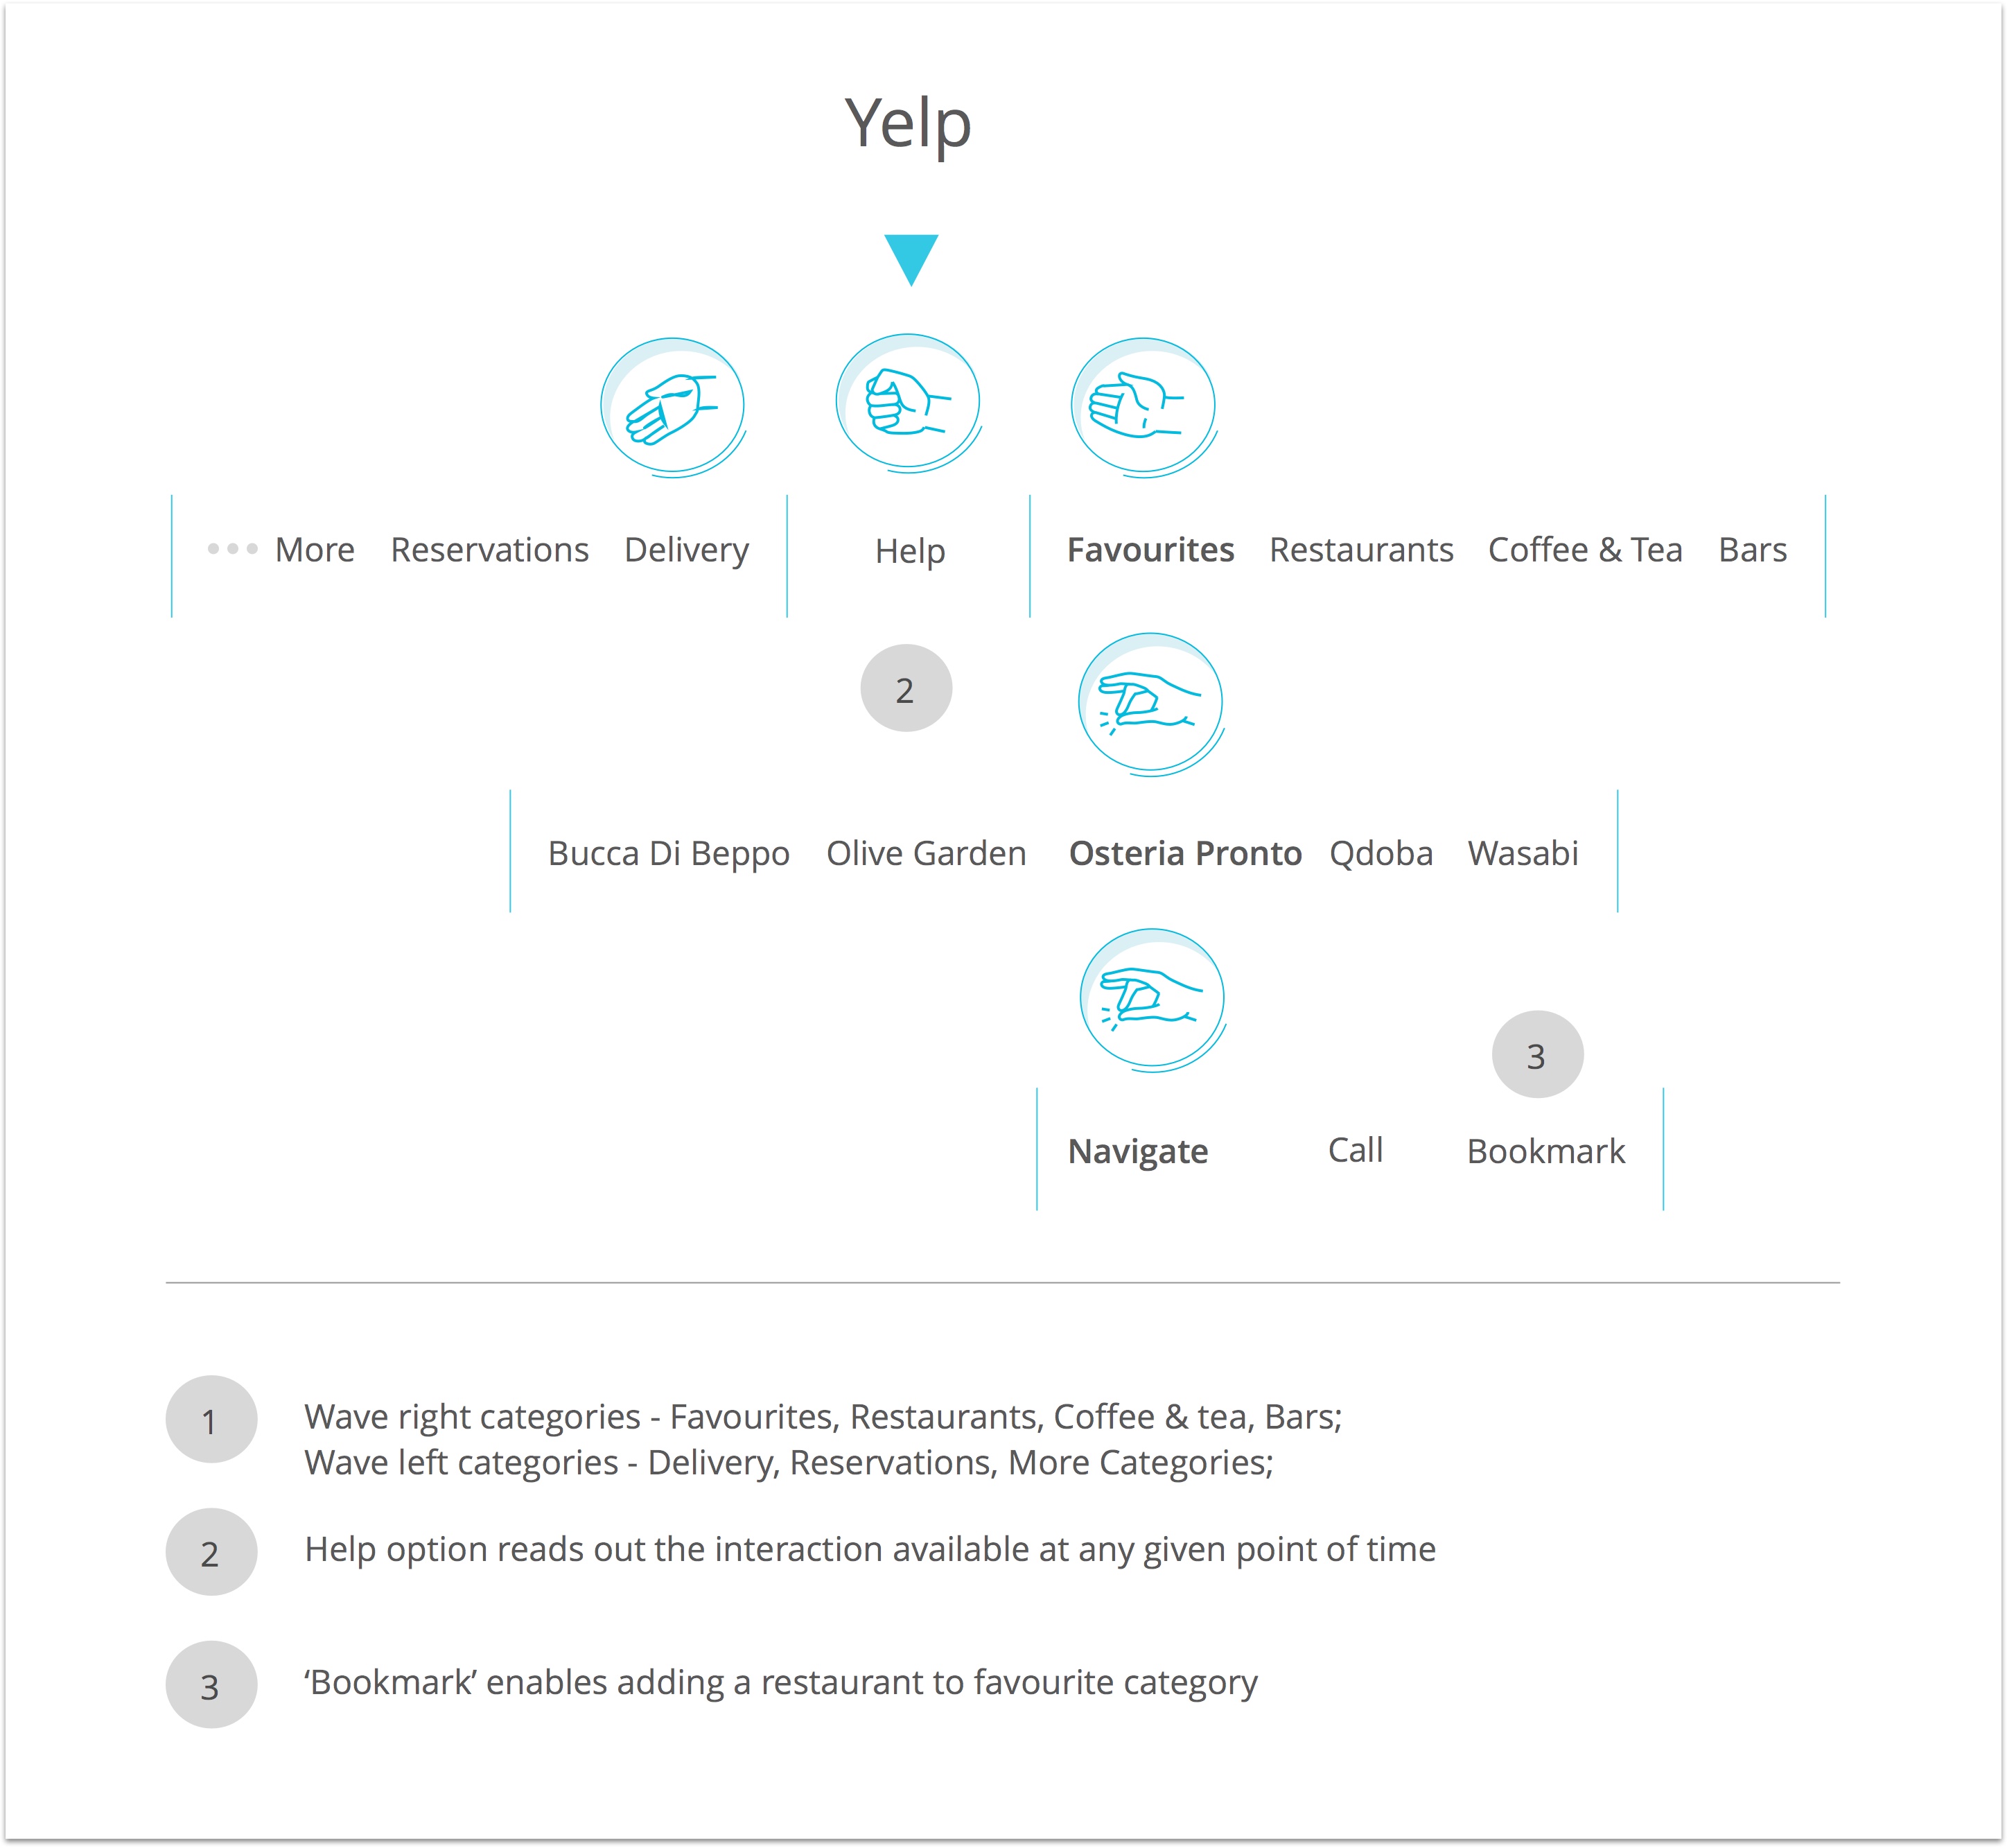 Yelp
More Reservations Delivery Help Favourites Restaurants Coffee & Tea Bars
2
Bucca Di Beppo Olive Garden Osteria Pronto Qdoba Wasabi
3
Navigate Call Bookmark
1 Wave right categories - Favourites, Restaurants, Coffee & tea, Bars;
Wave left categories - Delivery, Reservations, More Categories;
2 Help option reads out the interaction available at any given point of time
3 ‘Bookmark’ enables adding a restaurant to favourite category